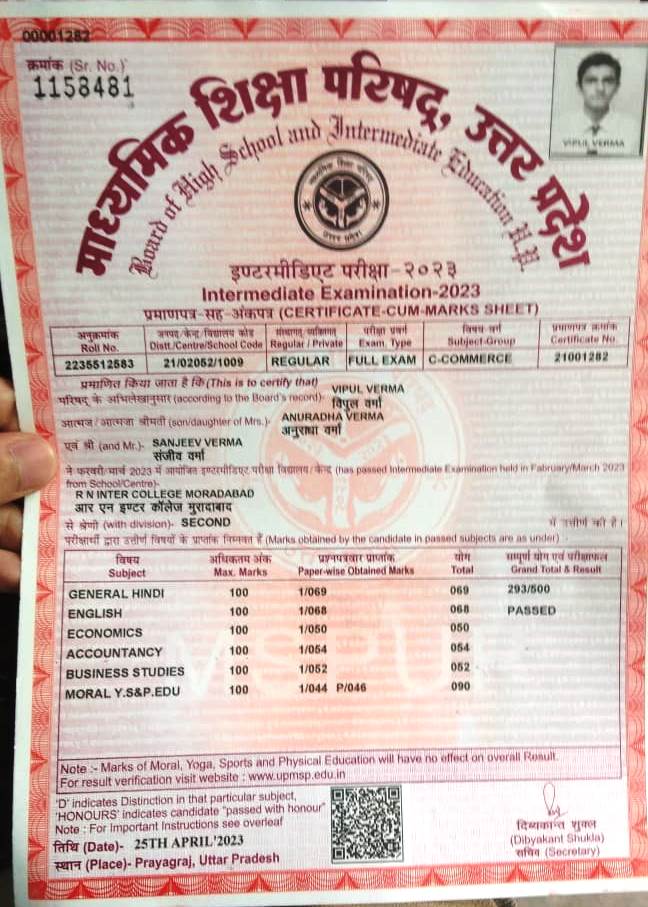 00001282
क्रमांक (Sr. No.)
1158481
माध्यमिक शिक्षा परिषद्, उत्तर प्रदेश
Board of High School and Intermediate Education U.P.
VIPUL VERMA
माध्यमिक शिक्षा परिषद्
उत्तर प्रदेश
इण्टरमीडिएट परीक्षा-२०२३
Intermediate Examination-2023
प्रमाणपत्र-सह-अंकपत्र (CERTIFICATE-CUM-MARKS SHEET)
अनुक्रमांक जनपद/केन्द्र/विद्यालय कोड संस्थागत/व्यक्तिगत परीक्षा प्रकार विषय वर्ग प्रमाणपत्र क्रमांक
Roll No. Distt./Centre/School Code Regular / Private Exam. Type Subject-Group Certificate No.
2235512583 21/02052/1009 REGULAR FULL EXAM C-COMMERCE 21001282
प्रमाणित किया जाता है कि (This is to certify that)
परिषद् के अभिलेखानुसार (according to the Board's record)- VIPUL VERMA
विपुल वर्मा
आत्मज/आत्मजा श्रीमती (son/daughter of Mrs.)- ANURADHA VERMA
अनुराधा वर्मा
एवं श्री (and Mr.)- SANJEEV VERMA
संजीव वर्मा
ने फरवरी/मार्च 2023 में आयोजित इण्टरमीडिएट परीक्षा विद्यालय/केन्द्र (has passed Intermediate Examination held in Fabruary/March 2023
from School/Centre)-
R N INTER COLLEGE MORADABAD
आर एन इण्टर कॉलेज मुरादाबाद
से श्रेणी (with division)- SECOND में उत्तीर्ण की है।
परीक्षार्थी द्वारा उत्तीर्ण विषयों के प्राप्तांक निम्नवत हैं (Marks obtained by the candidate in passed subjects are as under)
विषय अधिकतम अंक प्रश्नपत्रवार प्राप्तांक योग सम्पूर्ण योग एवं परीक्षाफल
Subject Max. Marks Paper-wise Obtained Marks Total Grand Total & Result
GENERAL HINDI 100 1/069 069 293/500
ENGLISH 100 1/068 068 PASSED
ECONOMICS 100 1/050 050
ACCOUNTANCY 100 1/054 054
BUSINESS STUDIES 100 1/052 052
MORAL Y.S&P.EDU 100 1/044 P/046 090
Note :- Marks of Moral, Yoga, Sports and Physical Education will have no effect on overall Result.
For result verification visit website : www.upmsp.edu.in
'D' indicates Distinction in that particular subject,
'HONOURS' indicates candidate "passed with honour"
Note : For Important Instructions see overleaf
तिथि (Date)- 25TH APRIL'2023
स्थान (Place)- Prayagraj, Uttar Pradesh
दिब्यकान्त शुक्ल
(Dibyakant Shukla)
सचिव (Secretary)